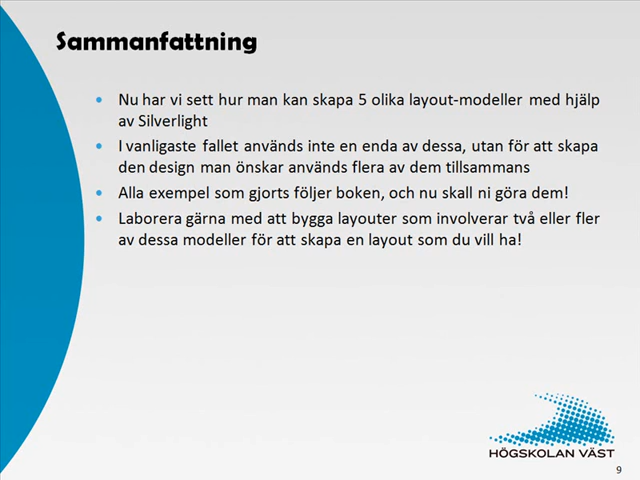 Sammanfattning
• Nu har vi sett hur man kan skapa 5 olika layout-modeller med hjälp
av Silverlight
• I vanligaste fallet används inte en enda av dessa, utan för att skapa
den design man önskar används flera av dem tillsammans
• Alla exempel som gjorts följer boken, och nu skall ni göra dem!
• Laborera gärna med att bygga layouter som involverar två eller fler
av dessa modeller för att skapa en layout som du vill ha!
HÖGSKOLAN VÄST
9